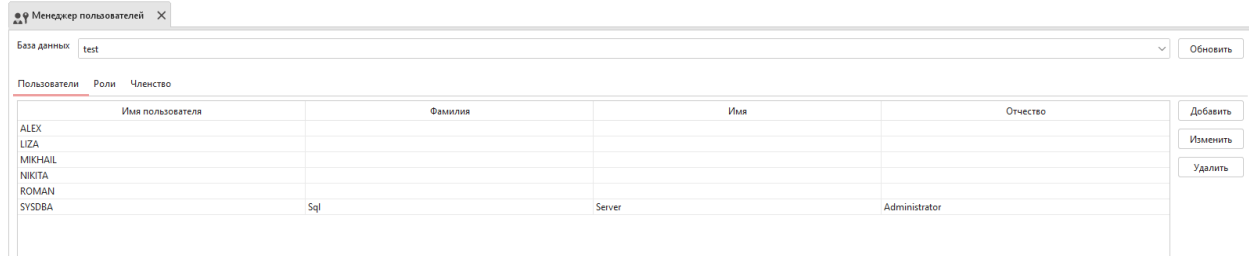 Менеджер пользователей
База данных test Обновить
Пользователи Роли Членство
Имя пользователя Фамилия Имя Отчество Добавить
ALEX
LIZA Изменить
MIKHAIL
NIKITA Удалить
ROMAN
SYSDBA Sql Server Administrator